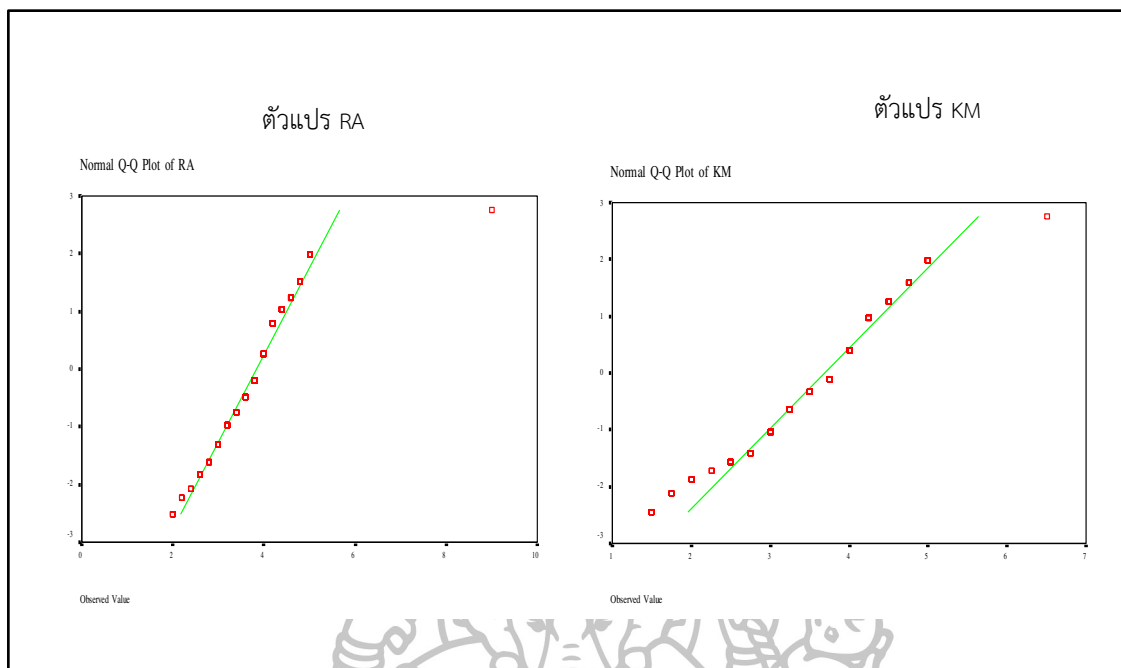 ตัวแปร RA
Normal Q-Q Plot of RA
3
2
1
0
-1
-2
-3
0 2 4 6 8 10
Observed Value
ตัวแปร KM
Normal Q-Q Plot of KM
3
2
1
0
-1
-2
-3
1 2 3 4 5 6 7
Observed Value